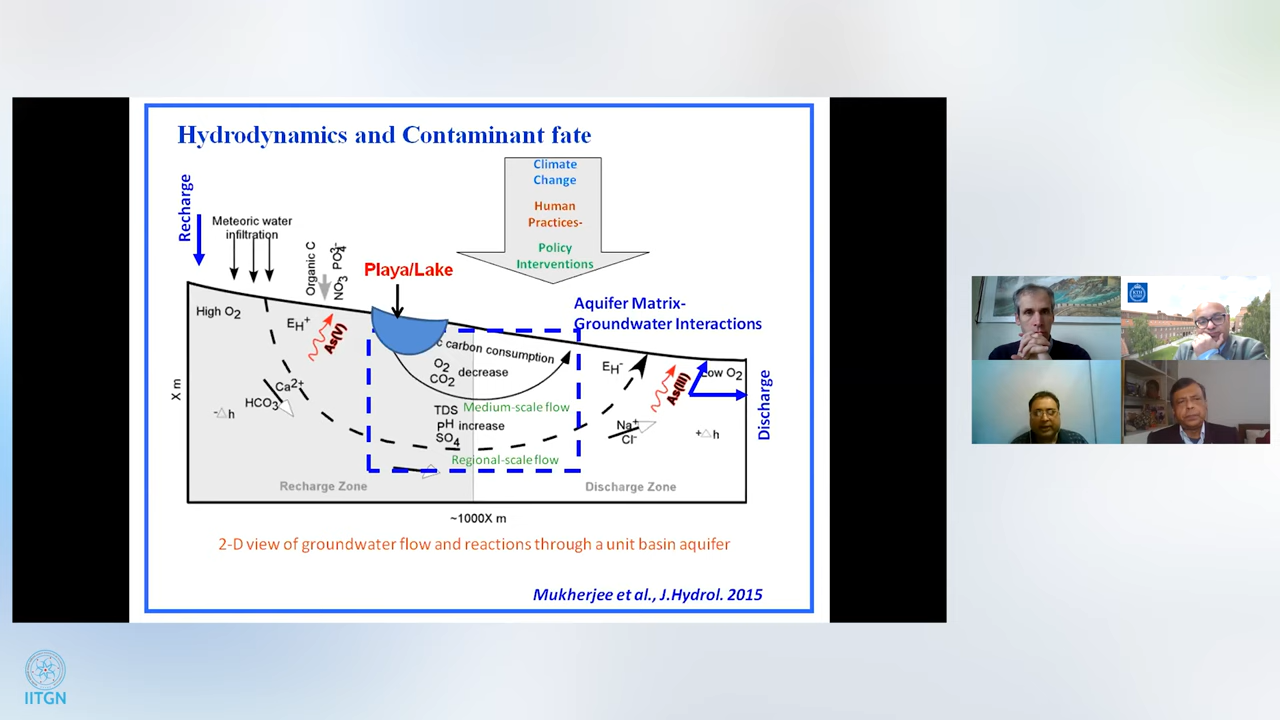 Hydrodynamics and Contaminant fate
Climate
Change
Human
Practices-
Policy
Interventions
Recharge
Meteoric water
infiltration
Organic C
NO3 PO4 3-
Playa/Lake
Aquifer Matrix-
Groundwater Interactions
High O2
EH+
As(I)
c carbon consumption
O2
CO2
decrease
EH-
As(III)
Low O2
Discharge
X m
Ca2+
HCO3
-△h
TDS
Medium-scale flow
pH
increase
SO4
Na+
Cl-
+△h
Regional-scale flow
Recharge Zone
Discharge Zone
~1000X m
2-D view of groundwater flow and reactions through a unit basin aquifer
Mukherjee et al., J.Hydrol. 2015
KTH
IITGN